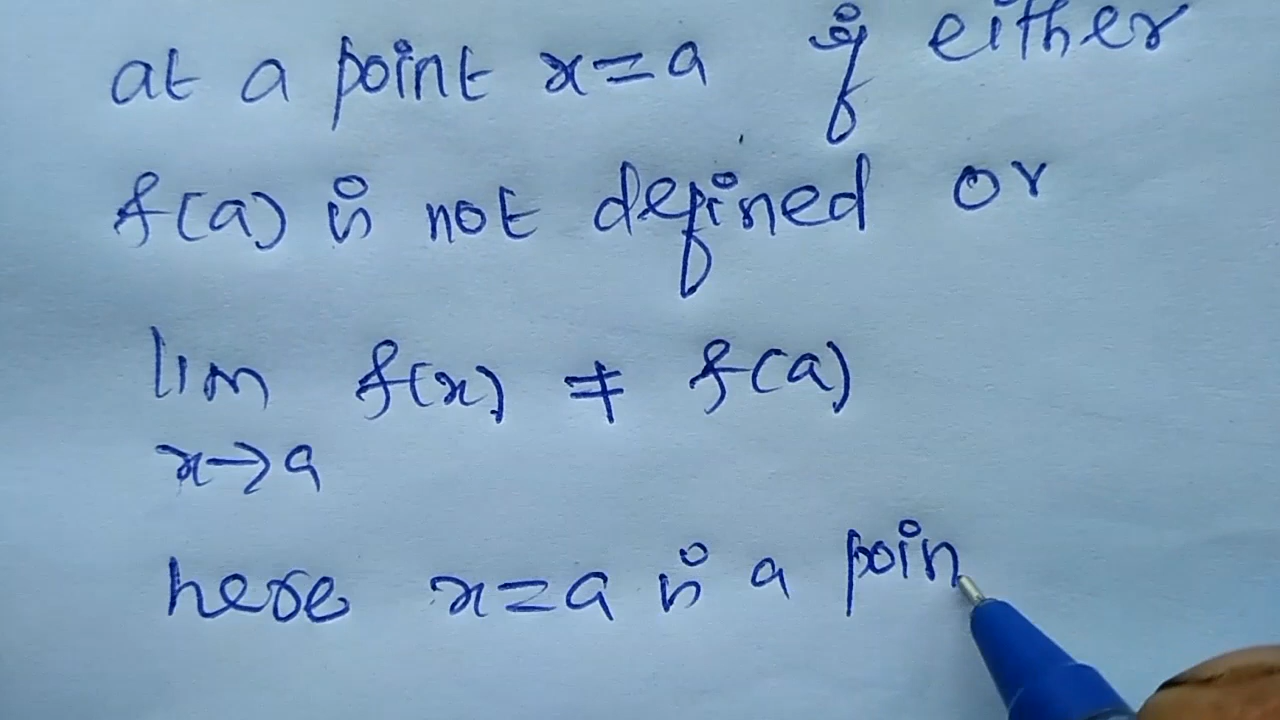 at a point x=a if either
f(a) is not defined or
lim f(x) ≠ f(a)
x→a
here x=a is a poin